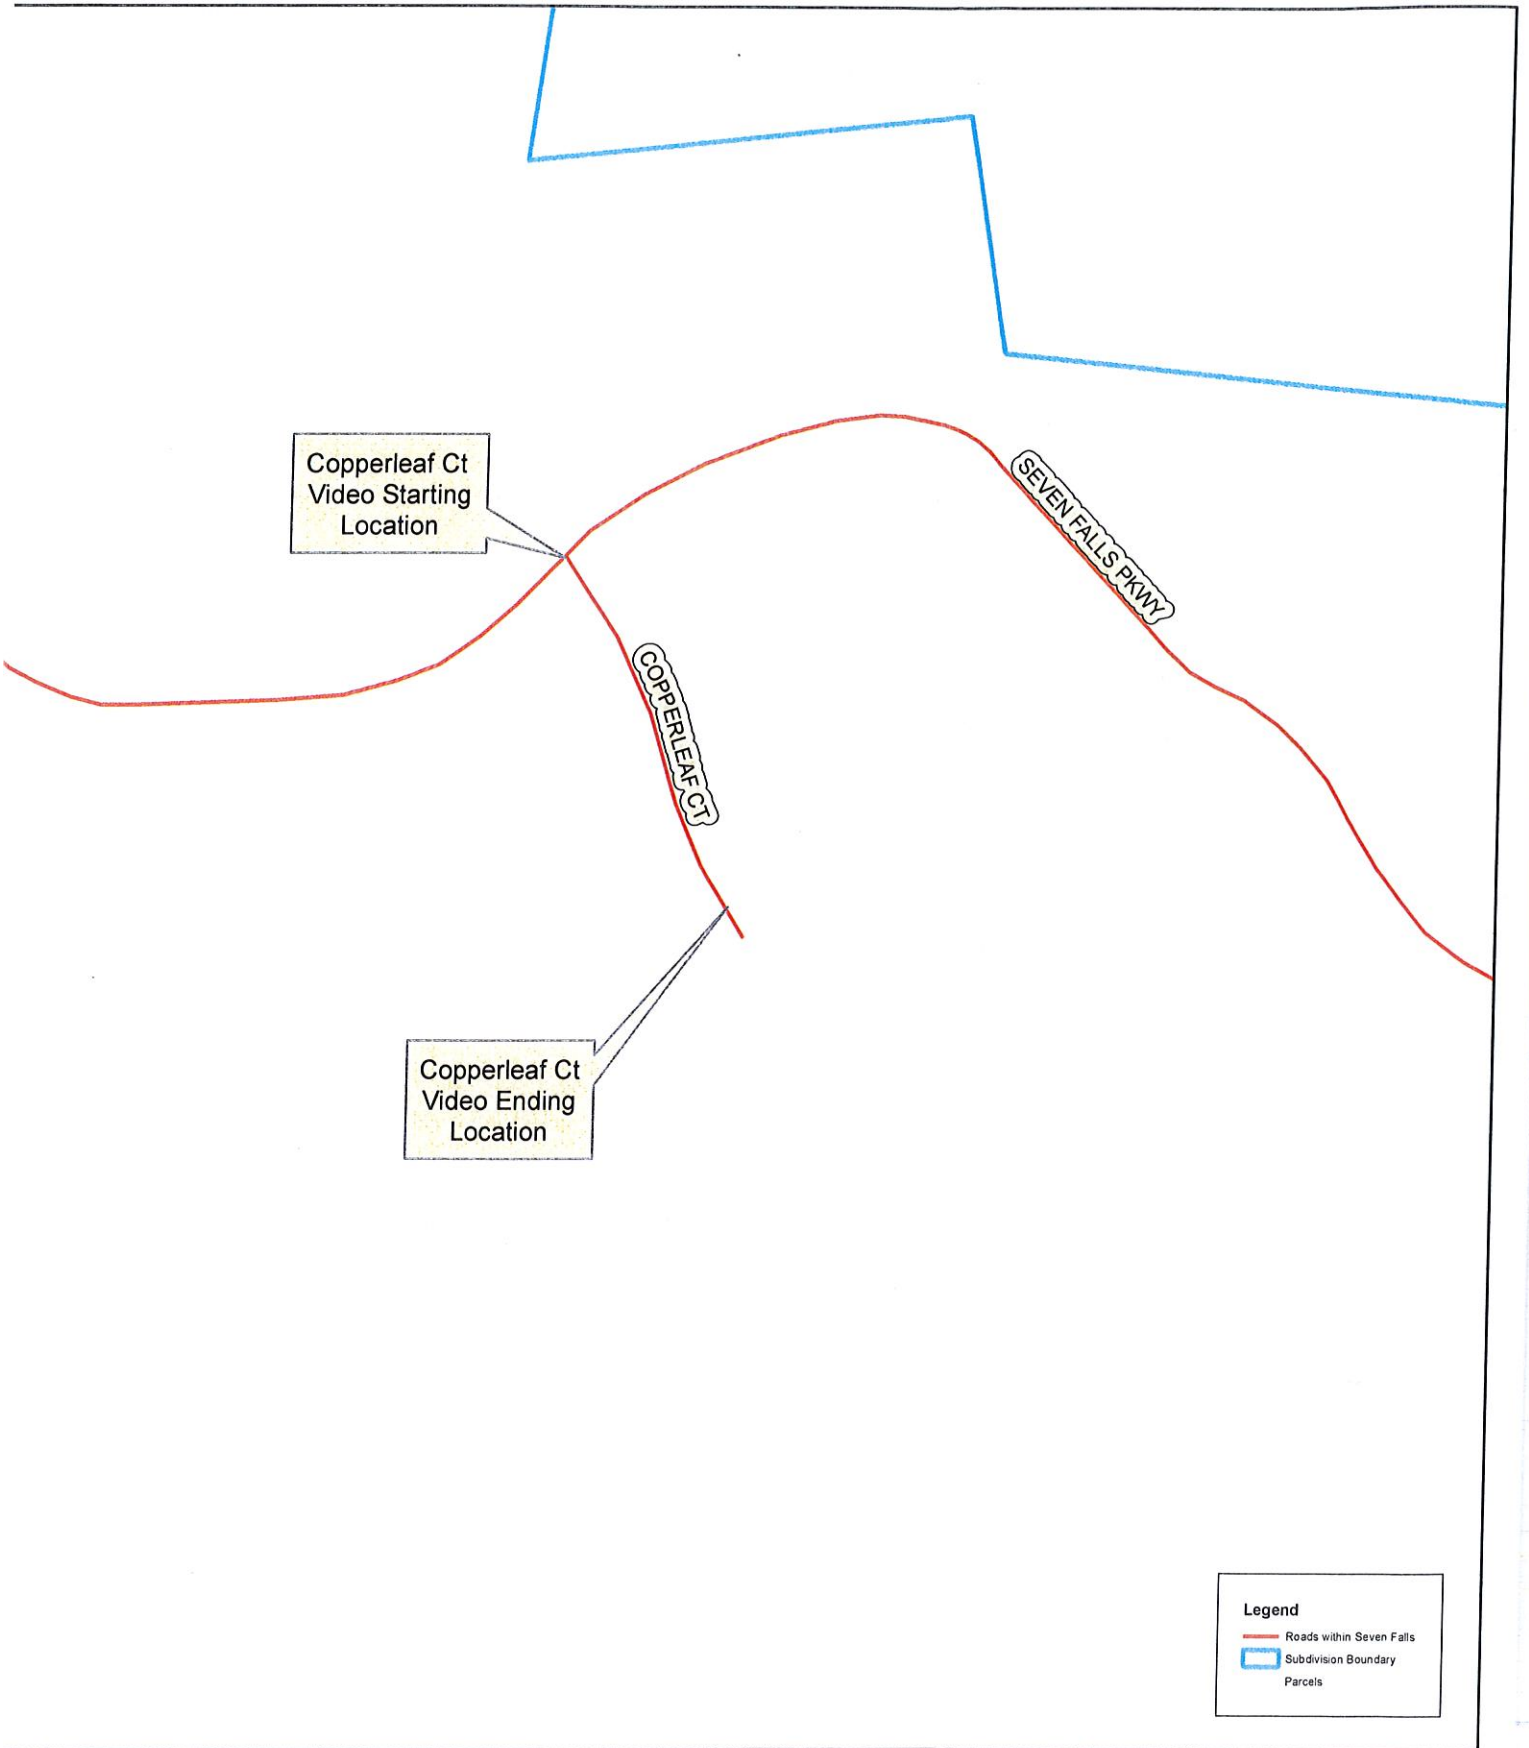 Copperleaf Ct
Video Starting
Location
SEVEN FALLS PKWY
COPPERLEAF CT
Copperleaf Ct
Video Ending
Location
Legend
Roads within Seven Falls
Subdivision Boundary
Parcels